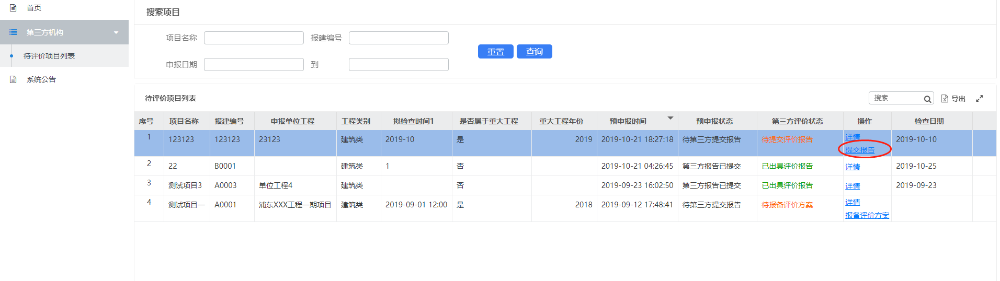 首页
第三方机构
待评价项目列表
系统公告
搜索项目
项目名称 报建编号
重置 查询
申报日期 到
待评价项目列表 搜索 导出
序号 项目名称 报建编号 申报单位工程 工程类别 拟检查时间1 是否属于重大工程 重大工程年份 预申报时间 预申报状态 第三方评价状态 操作 检查日期
1 123123 123123 23123 建筑类 2019-10 是 2019 2019-10-21 18:27:18 待第三方提交报告 待提交评价报告 详情 2019-10-10
提交报告
2 22 B0001 建筑类 1 否 2019-10-21 04:26:45 第三方报告已提交 已出具评价报告 详情 2019-10-25
3 测试项目3 A0003 单位工程4 建筑类 否 2019-09-23 16:02:50 第三方报告已提交 已出具评价报告 详情 2019-09-23
4 测试项目一 A0001 浦东XXX工程一期项目 建筑类 2019-09-01 12:00 是 2018 2019-09-12 17:48:41 待第三方提交报告 待报备评价方案 详情
报备评价方案